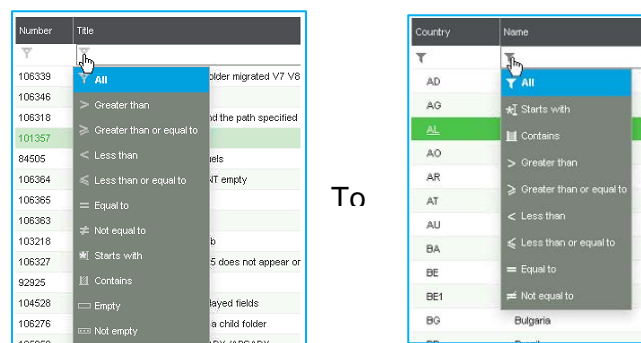 Number Title
106339 older migrated V7 V8
All
106346
Greater than
106318 nd the path specified
Greater than or equal to
101357
Less than
84505 els
Less than or equal to
106364 NT empty
106365
Equal to
106363
Not equal to
103218 b
Starts with
106327 5 does not appear or
92925
Contains
104528 layed fields
Empty
106276 a child folder
Not empty
To
Country Name
All
AD
Starts with
AG
Contains
AL
Greater than
AO
Greater than or equal to
AR
Less than
AT
AU
Less than or equal to
BA
Equal to
BE
Not equal to
BE1
BG Bulgaria